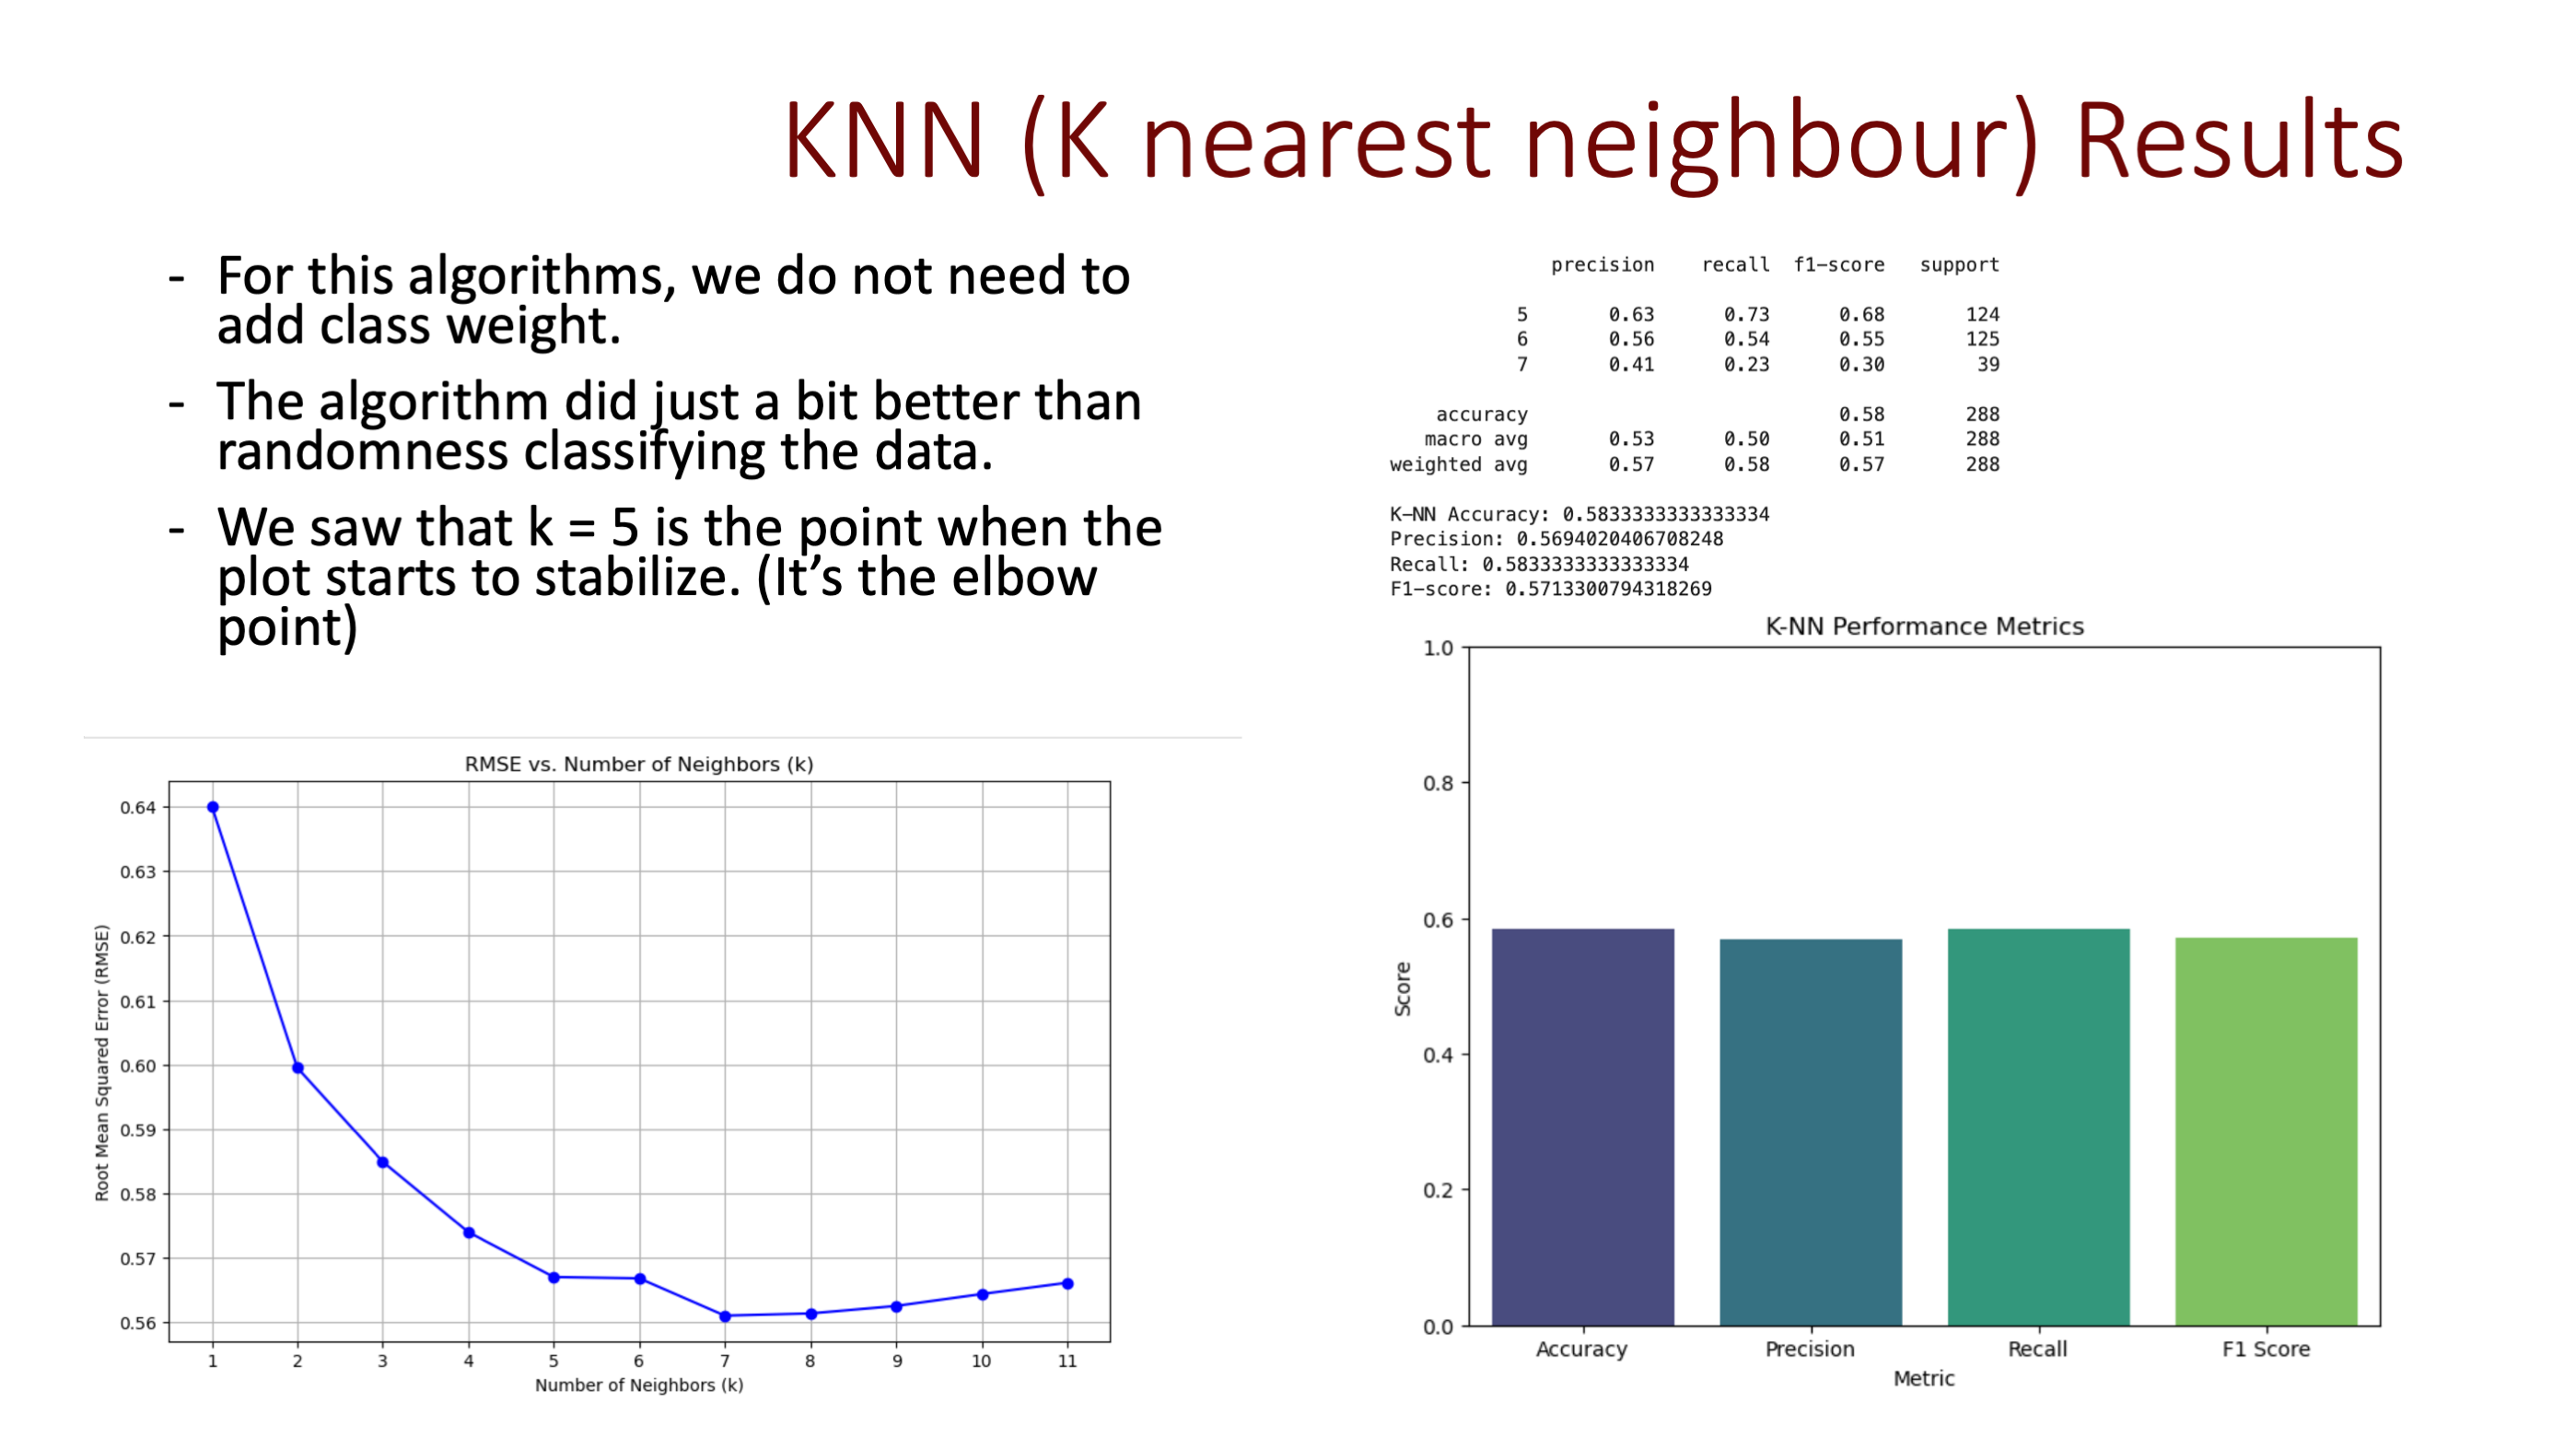 KNN (K nearest neighbour) Results
- For this algorithms, we do not need to
add class weight.
- The algorithm did just a bit better than
randomness classifying the data.
- We saw that k = 5 is the point when the
plot starts to stabilize. (It’s the elbow
point)
precision recall f1-score support
5 0.63 0.73 0.68 124
6 0.56 0.54 0.55 125
7 0.41 0.23 0.30 39
accuracy 0.58 288
macro avg 0.53 0.50 0.51 288
weighted avg 0.57 0.58 0.57 288
K-NN Accuracy: 0.5833333333333334
Precision: 0.5694020406708248
Recall: 0.5833333333333334
F1-score: 0.5713300794318269
RMSE vs. Number of Neighbors (k)
Root Mean Squared Error (RMSE)
0.64
0.63
0.62
0.61
0.60
0.59
0.58
0.57
0.56
1 2 3 4 5 6 7 8 9 10 11
Number of Neighbors (k)
K-NN Performance Metrics
Score
1.0
0.8
0.6
0.4
0.2
0.0
Accuracy Precision Recall F1 Score
Metric